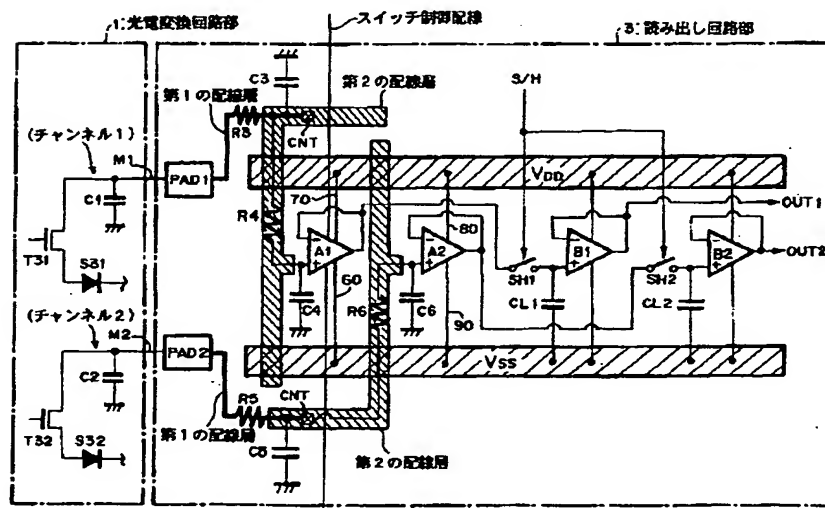 スイッチ制御配線
1:光電変換回路部
3:読み出し回路部
C3
第2の配線層
S/H
第1の配線層
R3
CNT
(チャンネル1)
M1
PAD1
VDD
C1
70
80
OUT1
R4
A1
A2
B1
B2
OUT2
T31
S31
60
SH1
SH2
C4
R6
C6
CL1
CL2
90
(チャンネル2)
M2
PAD2
VSS
C2
R5
CNT
T32
S32
第1の配線層
C5
第2の配線層